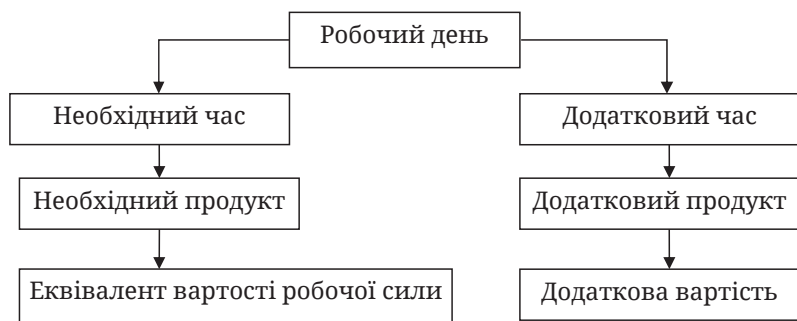 Робочий день
Необхідний час
Додатковий час
Необхідний продукт
Додатковий продукт
Еквівалент вартості робочої сили
Додаткова вартість